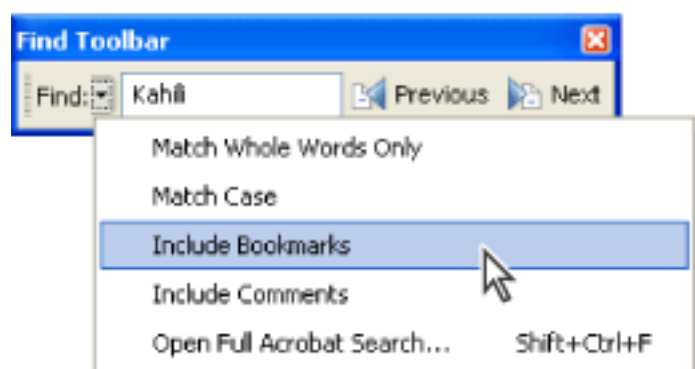 Find Toolbar
Find: Kahili Previous Next
Match Whole Words Only
Match Case
Include Bookmarks
Include Comments
Open Full Acrobat Search... Shift+Ctrl+F